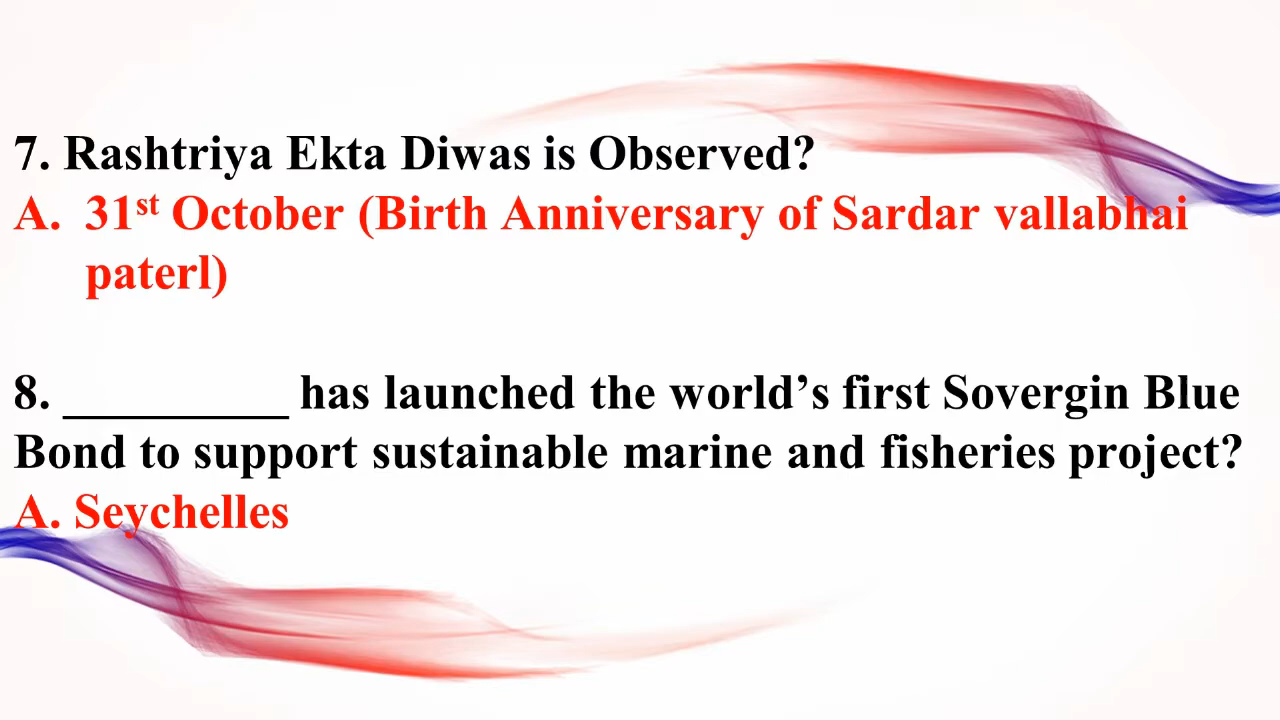 7. Rashtriya Ekta Diwas is Observed?
A. 31st October (Birth Anniversary of Sardar vallabhai
paterl)
8. _________ has launched the world’s first Sovergin Blue
Bond to support sustainable marine and fisheries project?
A. Seychelles